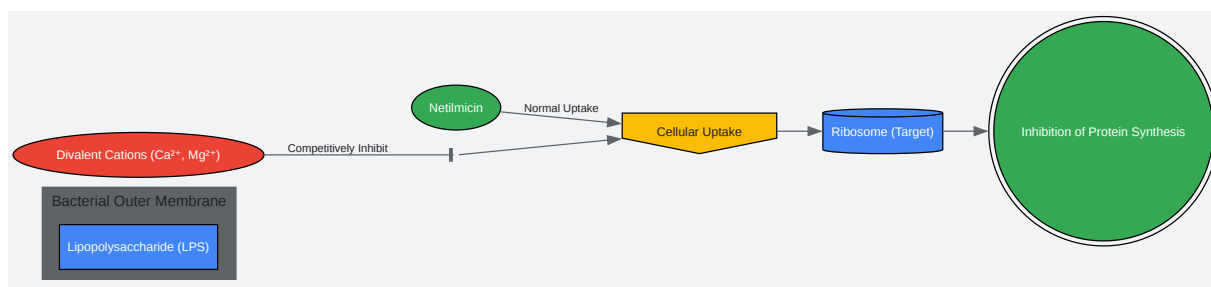 Netilmicin
Normal Uptake
Cellular Uptake
Ribosome (Target)
Inhibition of Protein Synthesis
Divalent Cations (Ca²⁺, Mg²⁺)
Competitively Inhibit
Bacterial Outer Membrane
Lipopolysaccharide (LPS)